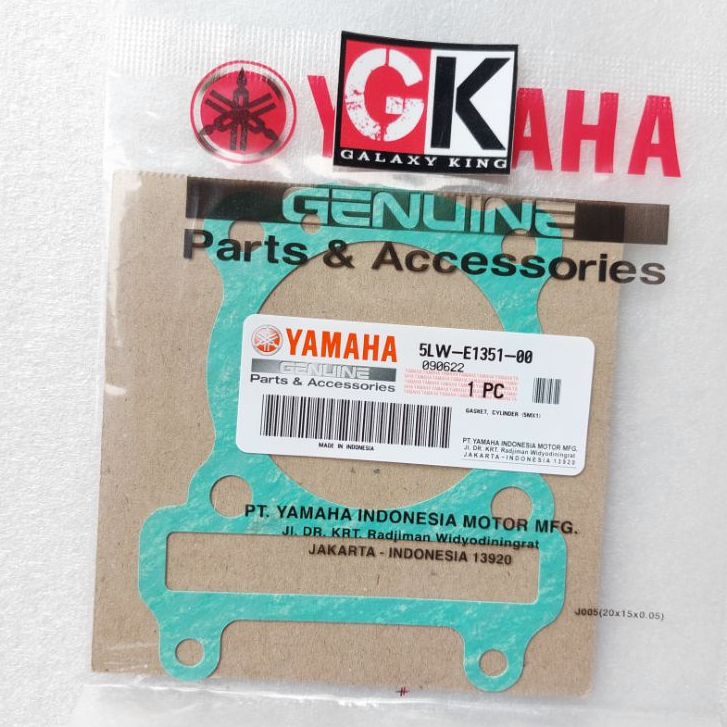 GK
GALAXY KING
YAMAHA
GENUINE
Parts & Accessories
YAMAHA
GENUINE
Parts & Accessories
5LW-E1351-00
090622
1 PC
GASKET, CYLINDER (5MX1)
MADE IN INDONESIA
PT. YAMAHA INDONESIA MOTOR MFG.
Jl. DR. KRT. Radjiman Widyodiningrat
JAKARTA - INDONESIA 13920
PT. YAMAHA INDONESIA MOTOR MFG.
Jl. DR. KRT. Radjiman Widyodiningrat
JAKARTA - INDONESIA 13920
J005(20x15x0.05)